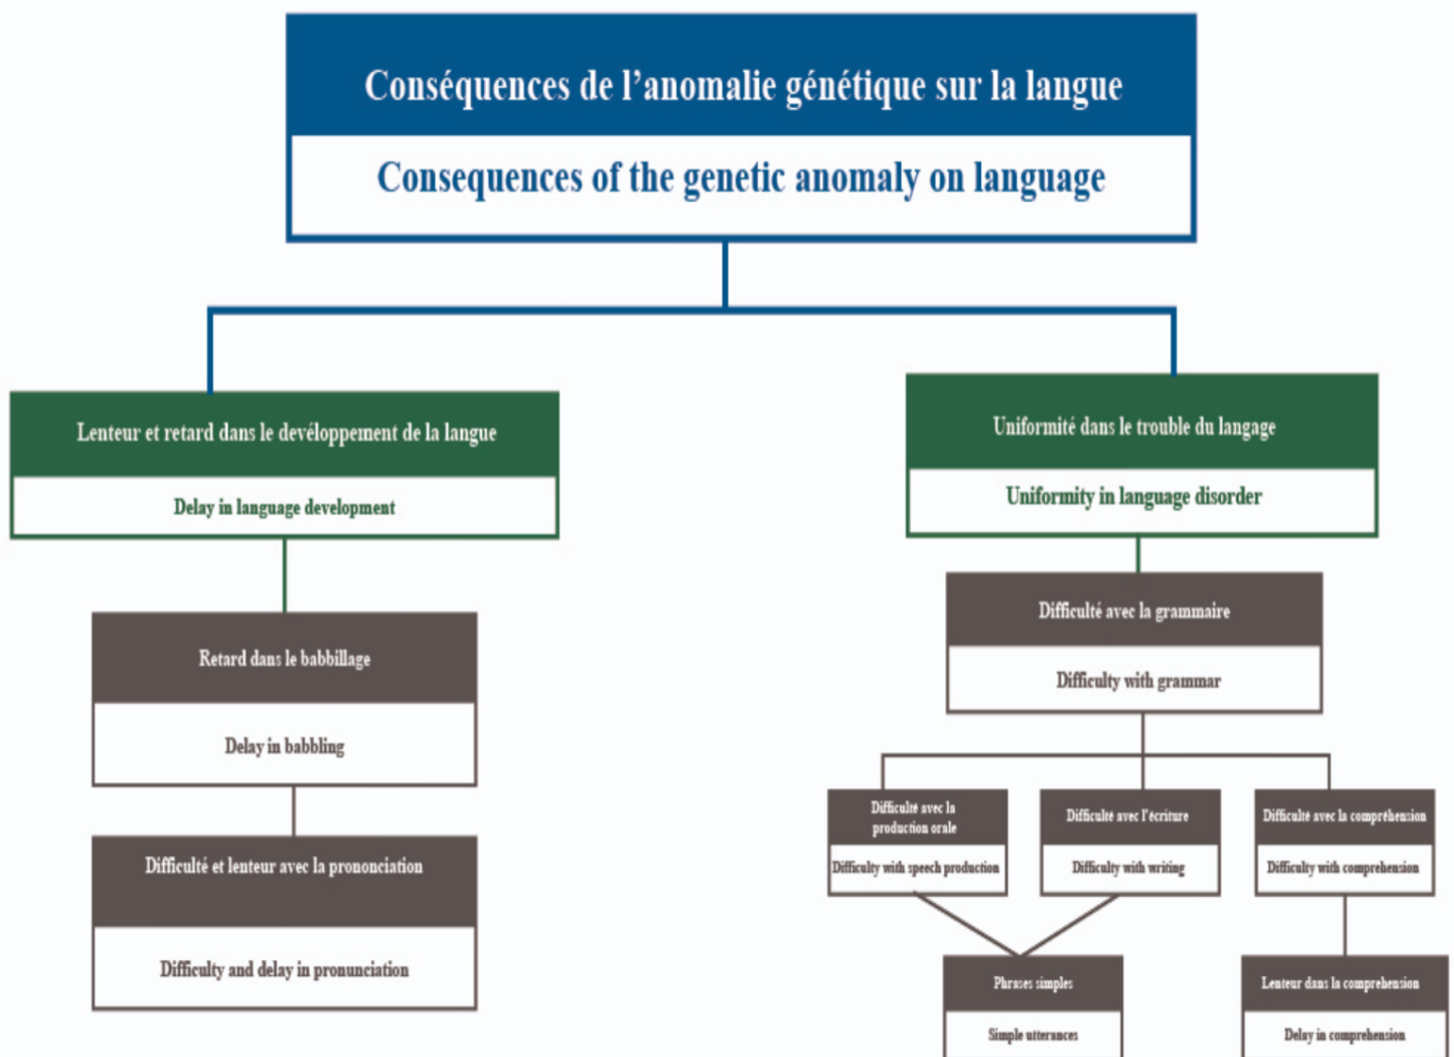 Conséquences de l'anomalie génétique sur la langue
Consequences of the genetic anomaly on language
Lenteur et retard dans le devéloppement de la langue
Delay in language development
Uniformité dans le trouble du langage
Uniformity in language disorder
Retard dans le babbillage
Delay in babbling
Difficulté et lenteur avec la prononciation
Difficulty and delay in pronunciation
Difficulté avec la grammaire
Difficulty with grammar
Difficulté avec la
production orale
Difficulty with speech production
Difficulté avec l'écriture
Difficulty with writing
Difficulté avec la compréhension
Difficulty with comprehension
Phrases simples
Simple utterances
Lenteur dans la comprehension
Delay in comprehension